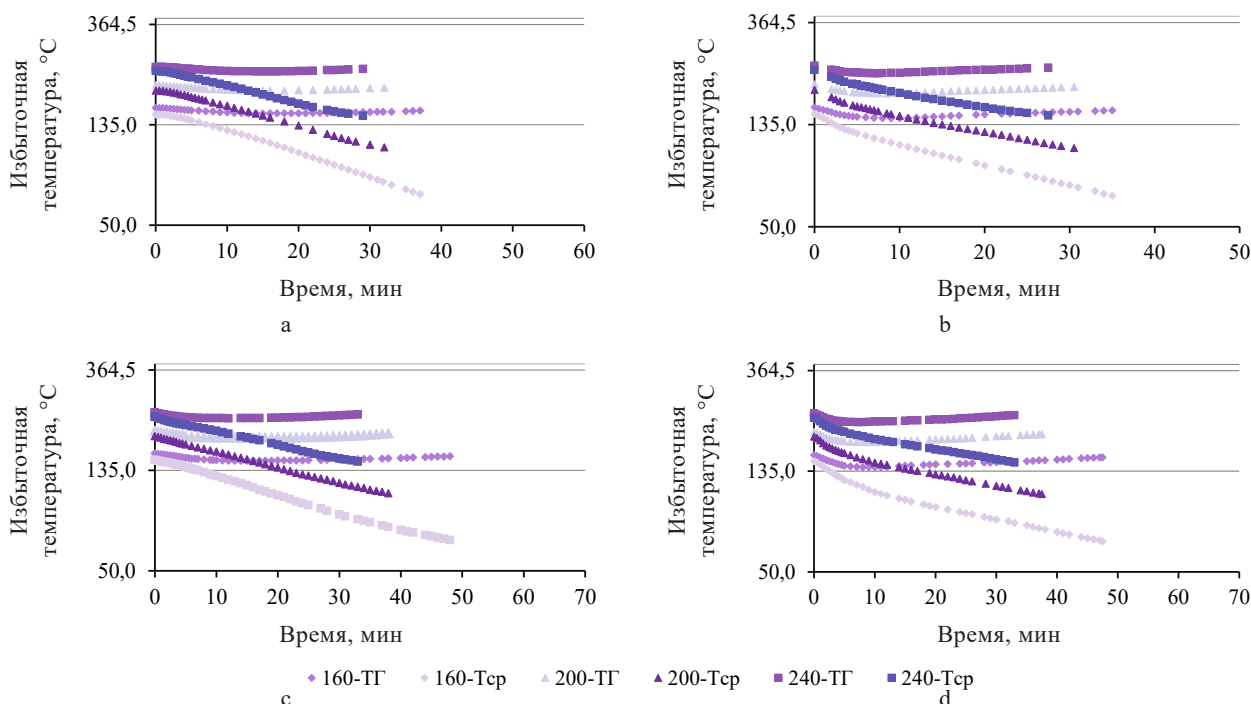 Избыточная
температура, °C
364,5
135,0
50,0
0 10 20 30 40 50 60
Время, мин
a
Избыточная
температура, °C
364,5
135,0
50,0
0 10 20 30 40 50
Время, мин
b
Избыточная
температура, °C
364,5
135,0
50,0
0 10 20 30 40 50 60 70
Время, мин
Избыточная
температура, °C
364,5
135,0
50,0
0 10 20 30 40 50 60 70
Время, мин
160-ТГ 160-Тср 200-ТГ 200-Тср 240-ТГ 240-Тср
c
d